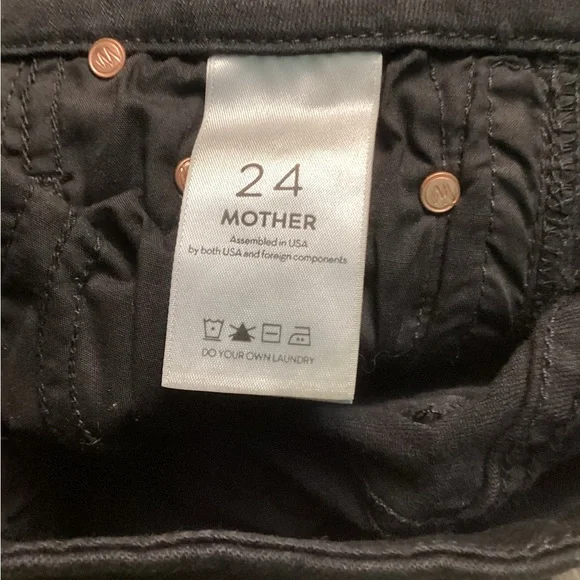 24
MOTHER
Assembled in USA
by both USA and foreign components
DO YOUR OWN LAUNDRY